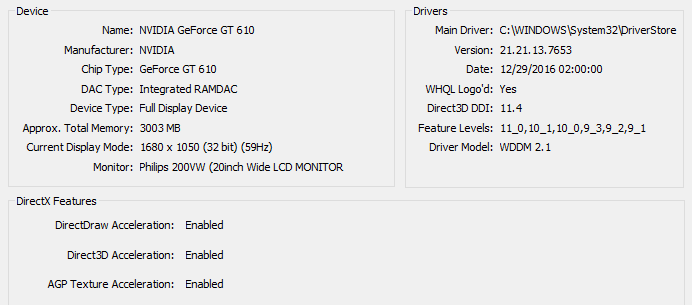 Device
Name: NVIDIA GeForce GT 610
Manufacturer: NVIDIA
Chip Type: GeForce GT 610
DAC Type: Integrated RAMDAC
Device Type: Full Display Device
Approx. Total Memory: 3003 MB
Current Display Mode: 1680 x 1050 (32 bit) (59Hz)
Monitor: Philips 200VW (20inch Wide LCD MONITOR
Drivers
Main Driver: C:\WINDOWS\System32\DriverStore
Version: 21.21.13.7653
Date: 12/29/2016 02:00:00
WHQL Logo'd: Yes
Direct3D DDI: 11.4
Feature Levels: 11_0,10_1,10_0,9_3,9_2,9_1
Driver Model: WDDM 2.1
DirectX Features
DirectDraw Acceleration: Enabled
Direct3D Acceleration: Enabled
AGP Texture Acceleration: Enabled